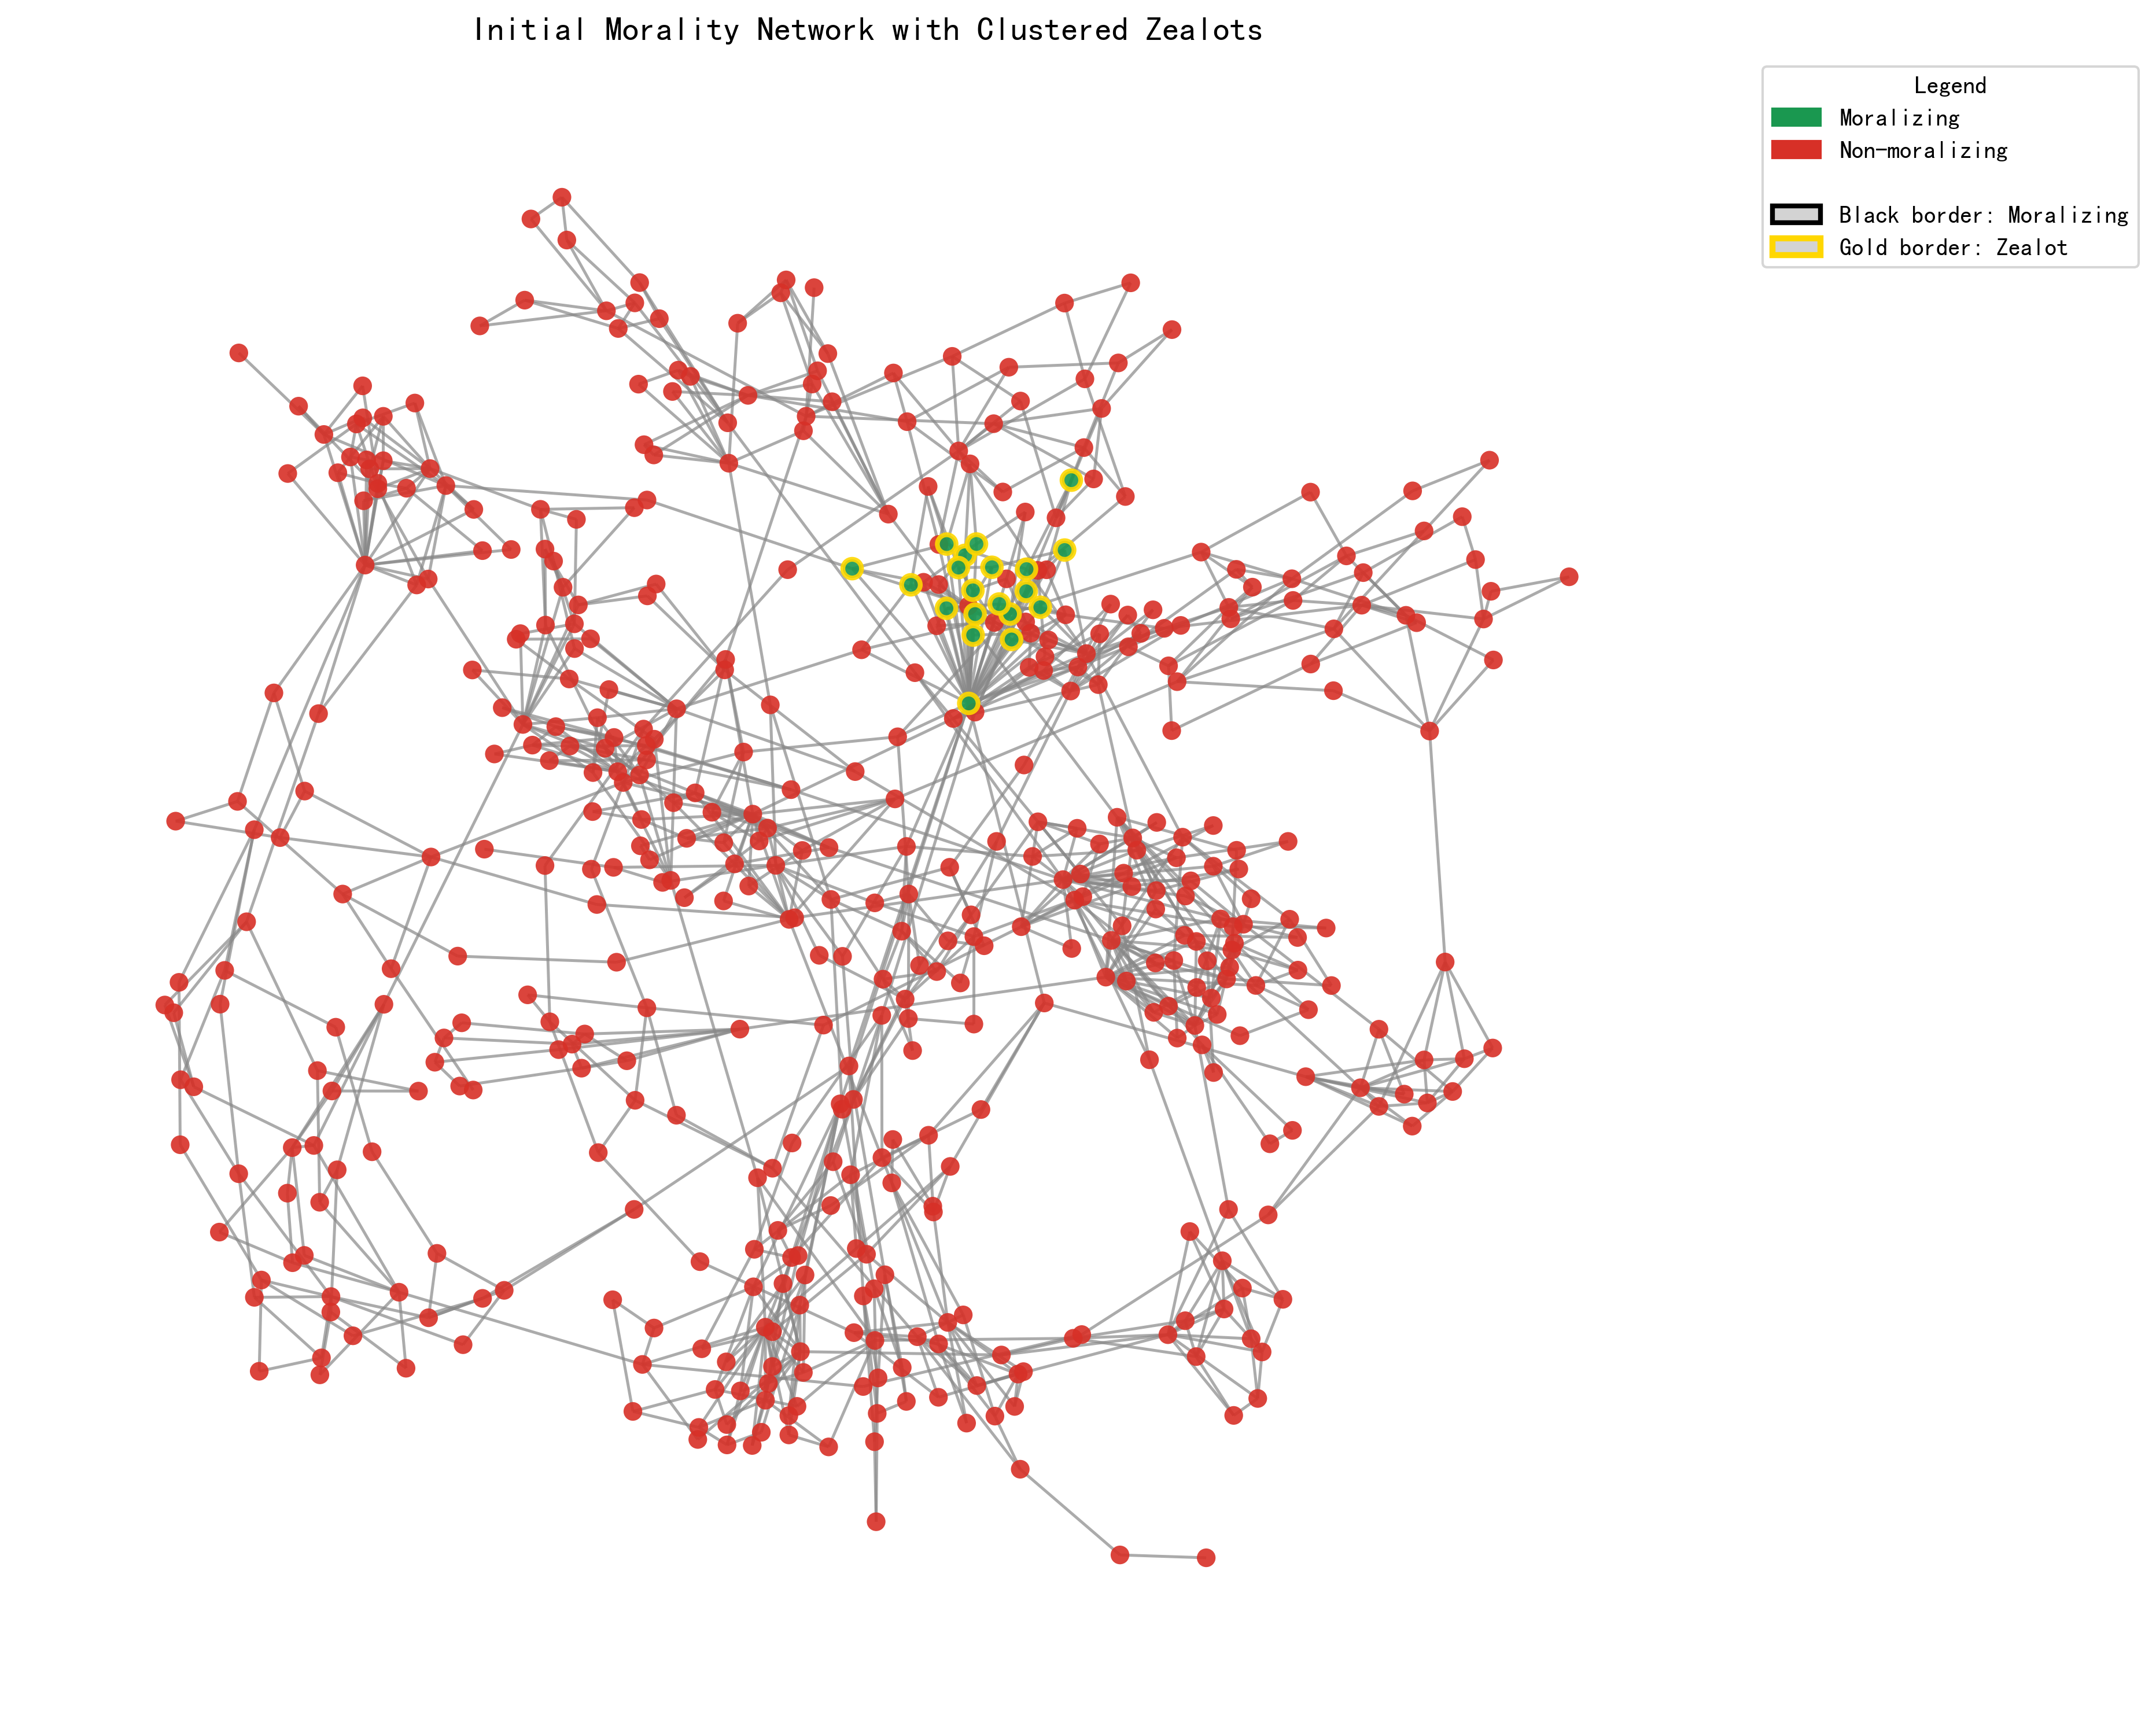 Initial Morality Network with Clustered Zealots
Legend
Moralizing
Non-moralizing
Black border: Moralizing
Gold border: Zealot